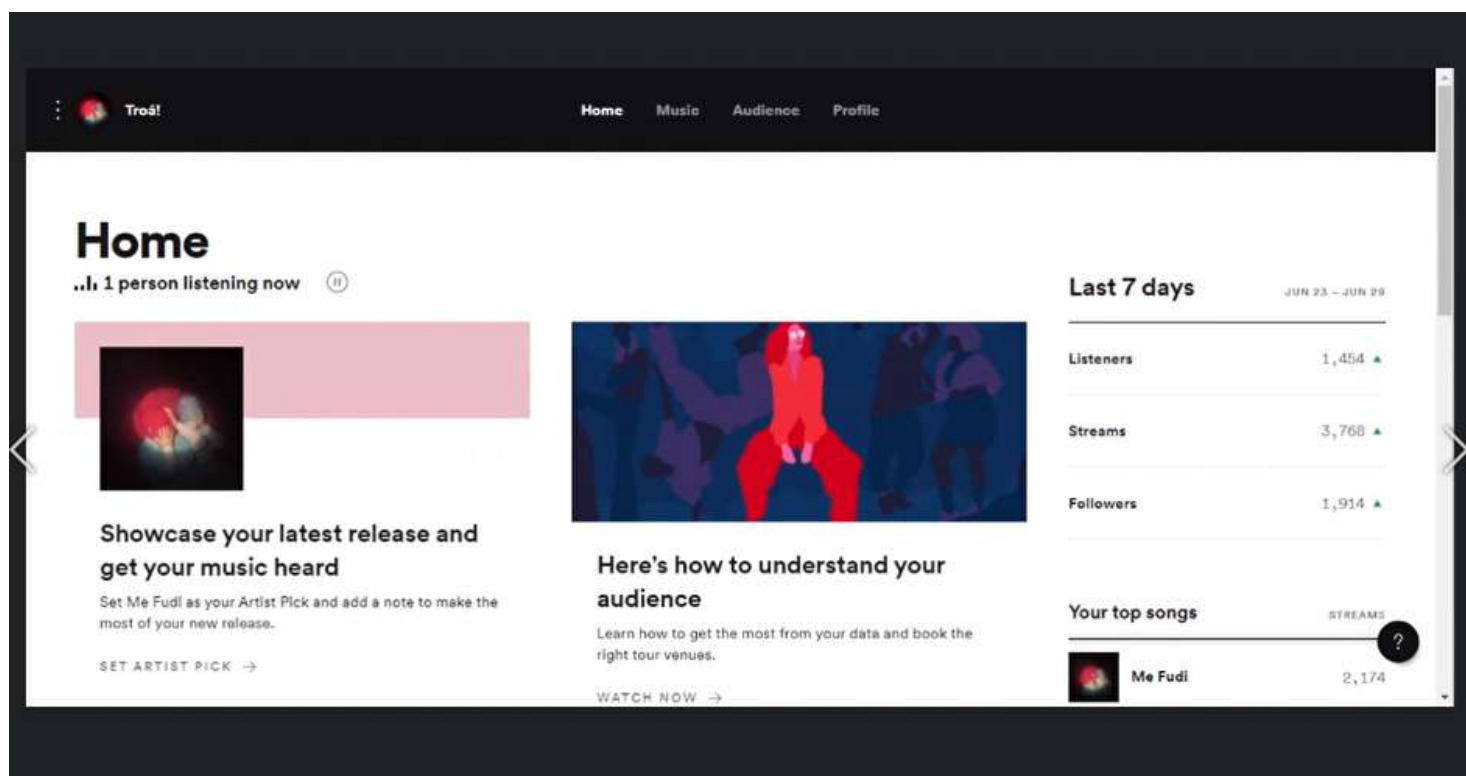 Troá!
Home Music Audience Profile
Home
1 person listening now
Showcase your latest release and
get your music heard
Set Me Fudi as your Artist Pick and add a note to make the
most of your new release.
SET ARTIST PICK →
Here's how to understand your
audience
Learn how to get the most from your data and book the
right tour venues.
WATCH NOW →
Last 7 days JUN 23 – JUN 29
Listeners 1,454
Streams 3,768
Followers 1,914
Your top songs STREAMS
?
Me Fudi 2,174